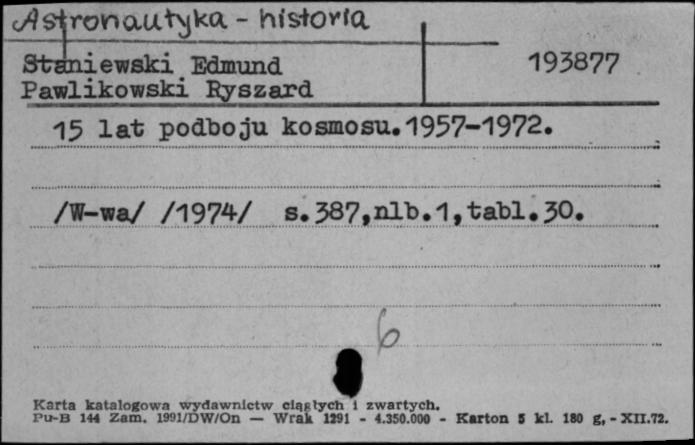 Astronautyka - historia
Staniewski Edmund
193877
Pawlikowski Ryszard
15 lat podboju kosmosu.1957-1972.
/W-wa/ /1974/ s.387,nlb.1,tabl.30.
6
Karta katalogowa wydawnictw ciągłych i zwartych.
Pu-B 144 Zam. 1991/DW/On — Wrak 1291 - 4.350.000 - Karton 5 kl. 180 g, - XII.72.